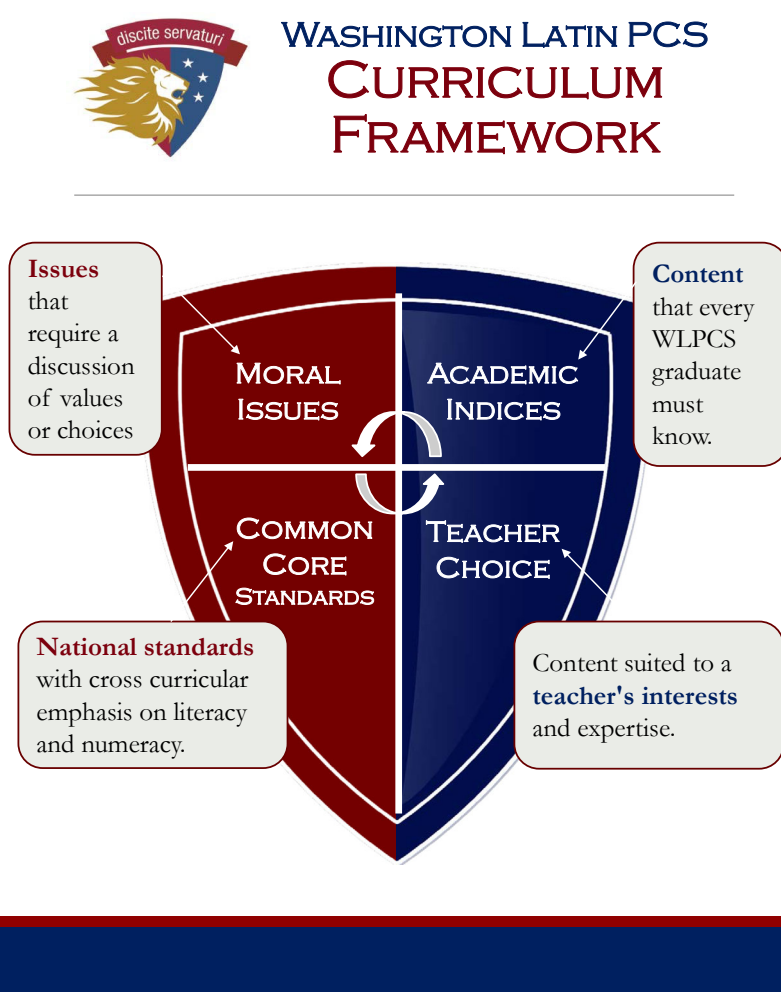 discite servaturi
WASHINGTON LATIN PCS
CURRICULUM
FRAMEWORK
Issues
that
require a
discussion
of values
or choices
Content
that every
WLPCS
graduate
must
know.
MORAL
ISSUES
ACADEMIC
INDICES
COMMON
CORE
STANDARDS
TEACHER
CHOICE
National standards
with cross curricular
emphasis on literacy
and numeracy.
Content suited to a
teacher's interests
and expertise.